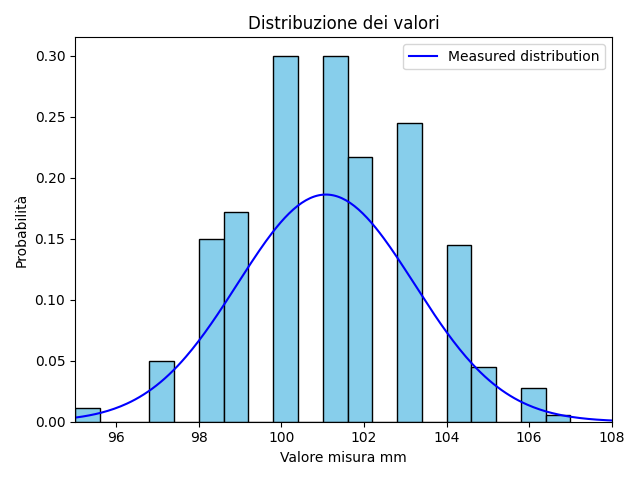 Distribuzione dei valori
Measured distribution
0.30
0.25
0.20
0.15
0.10
0.05
0.00
Probabilità
96 98 100 102 104 106 108
Valore misura mm